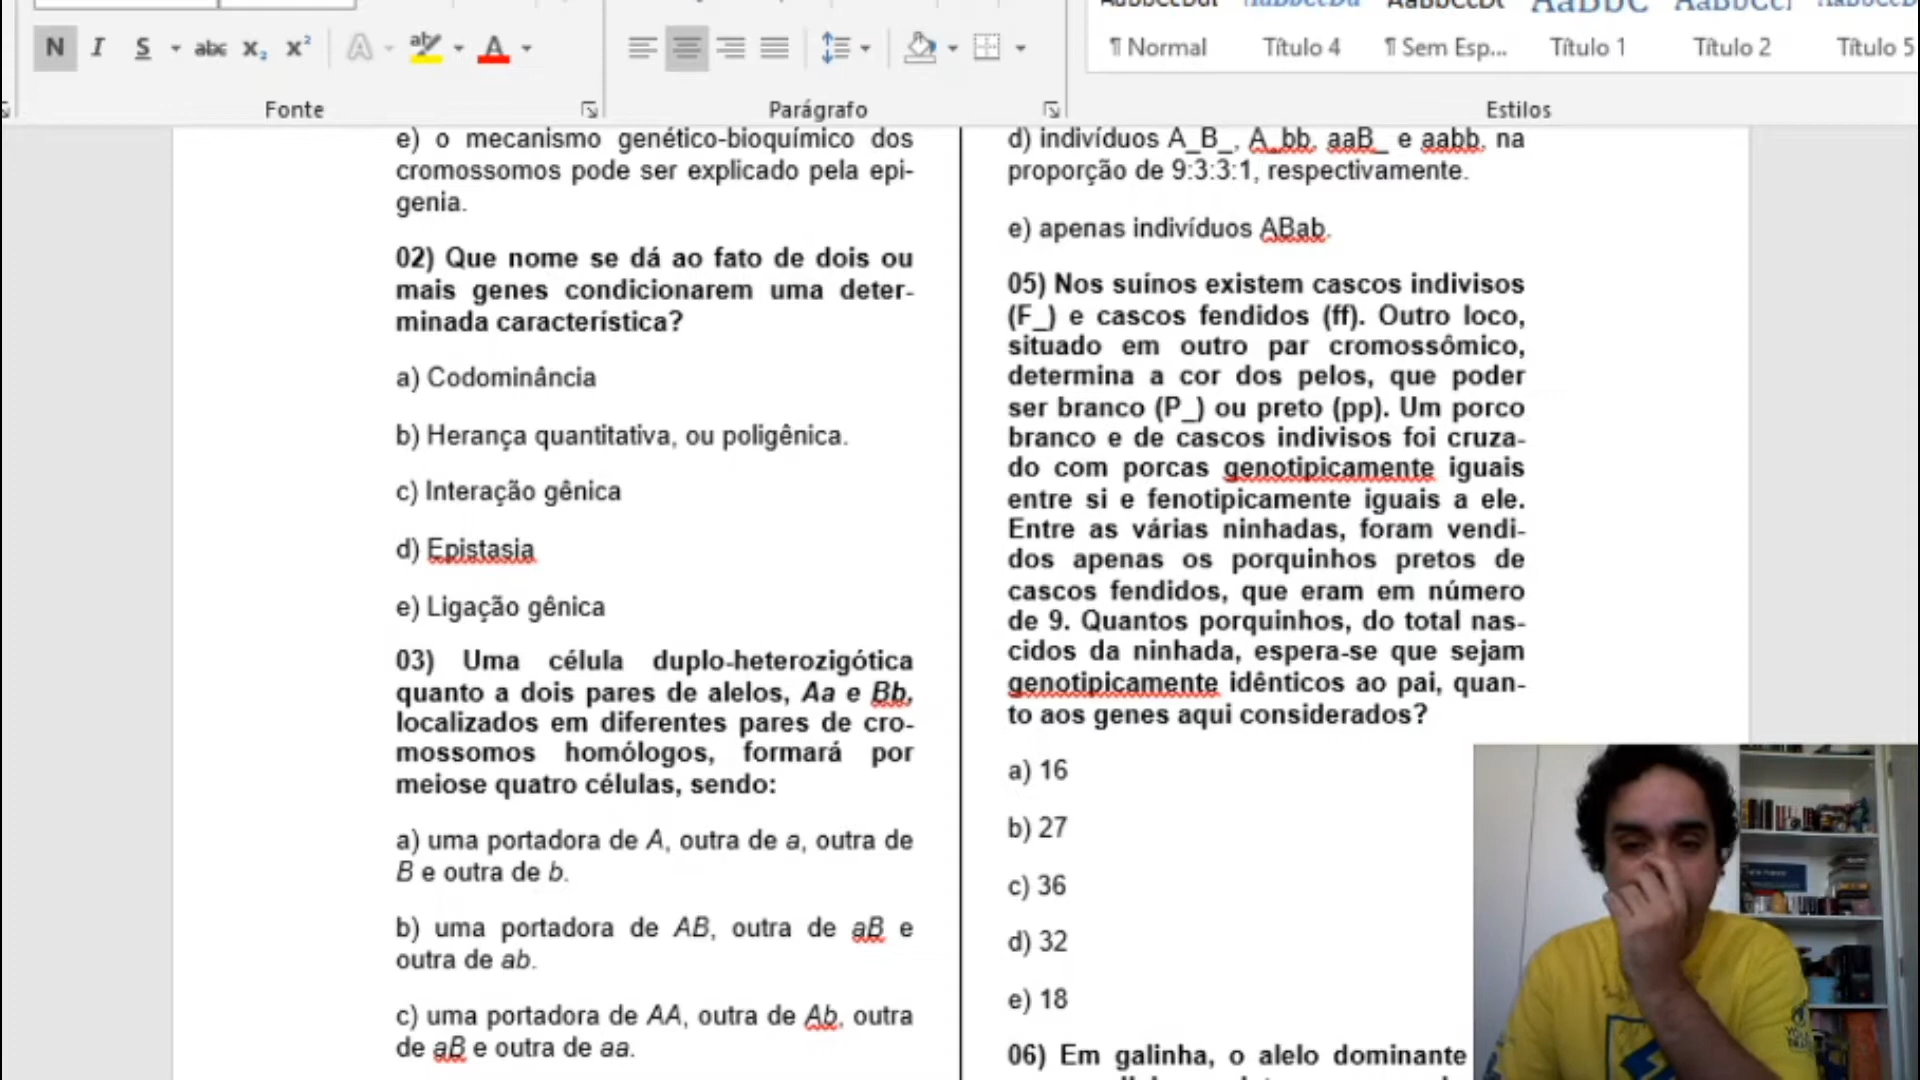 AaBbCcDd
¶ Normal
Título 4
¶ Sem Esp...
Título 1
Título 2
Título 5
N I S abc X₂ X²
Fonte
Parágrafo
Estilos
e) o mecanismo genético-bioquímico dos
cromossomos pode ser explicado pela epi-
genia.
02) Que nome se dá ao fato de dois ou
mais genes condicionarem uma deter-
minada característica?
a) Codominância
b) Herança quantitativa, ou poligênica.
c) Interação gênica
d) Epistasia
e) Ligação gênica
03) Uma célula duplo-heterozigótica
quanto a dois pares de alelos, Aa e Bb,
localizados em diferentes pares de cro-
mossomos homólogos, formará por
meiose quatro células, sendo:
a) uma portadora de A, outra de a, outra de
B e outra de b.
b) uma portadora de AB, outra de aB e
outra de ab.
c) uma portadora de AA, outra de Ab, outra
de aB e outra de aa.
d) indivíduos A_B_, A_bb, aaB_ e aabb, na
proporção de 9:3:3:1, respectivamente.
e) apenas indivíduos ABab.
05) Nos suínos existem cascos indivisos
(F_) e cascos fendidos (ff). Outro loco,
situado em outro par cromossômico,
determina a cor dos pelos, que poder
ser branco (P_) ou preto (pp). Um porco
branco e de cascos indivisos foi cruza-
do com porcas genotipicamente iguais
entre si e fenotipicamente iguais a ele.
Entre as várias ninhadas, foram vendi-
dos apenas os porquinhos pretos de
cascos fendidos, que eram em número
de 9. Quantos porquinhos, do total nas-
cidos da ninhada, espera-se que sejam
genotipicamente idênticos ao pai, quan-
to aos genes aqui considerados?
a) 16
b) 27
c) 36
d) 32
e) 18
06) Em galinha, o alelo dominante